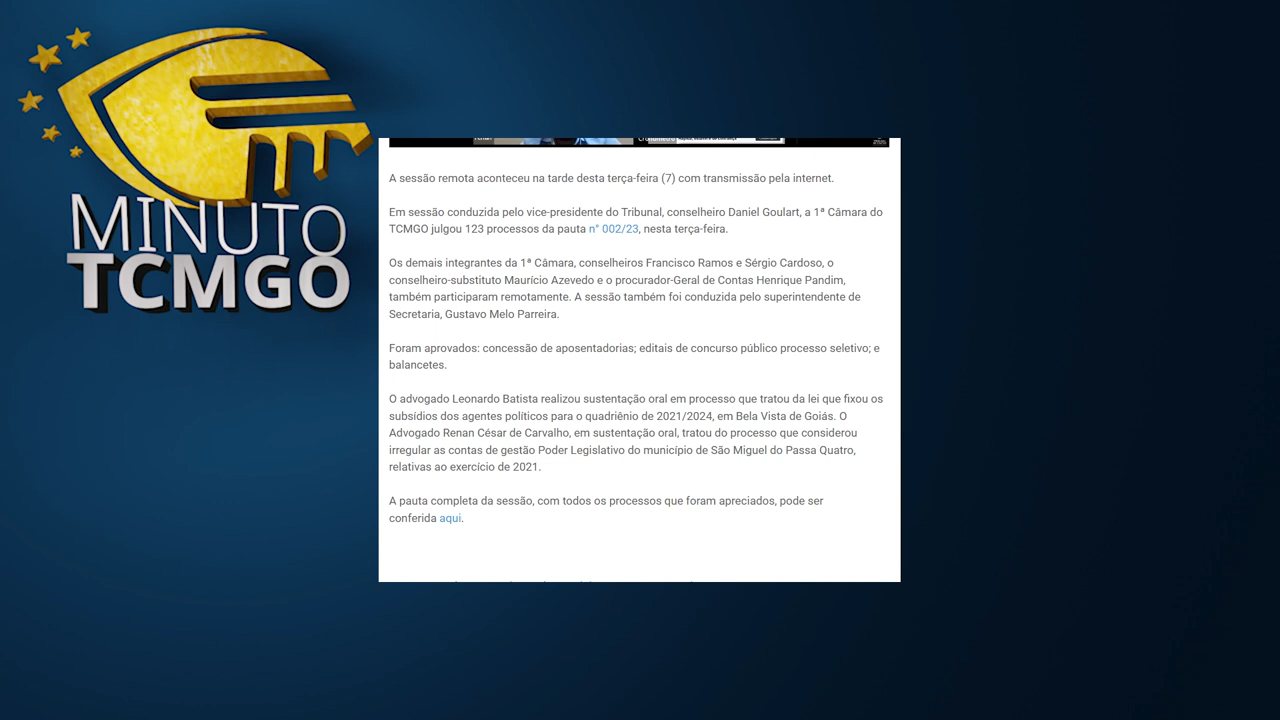 MINUTO
TCMGO
A sessão remota aconteceu na tarde desta terça-feira (7) com transmissão pela internet.
Em sessão conduzida pelo vice-presidente do Tribunal, conselheiro Daniel Goulart, a 1ª Câmara do
TCMGO julgou 123 processos da pauta n° 002/23, nesta terça-feira.
Os demais integrantes da 1ª Câmara, conselheiros Francisco Ramos e Sérgio Cardoso, o
conselheiro-substituto Maurício Azevedo e o procurador-Geral de Contas Henrique Pandim,
também participaram remotamente. A sessão também foi conduzida pelo superintendente de
Secretaria, Gustavo Melo Parreira.
Foram aprovados: concessão de aposentadorias; editais de concurso público processo seletivo; e
balancetes.
O advogado Leonardo Batista realizou sustentação oral em processo que tratou da lei que fixou os
subsídios dos agentes políticos para o quadriênio de 2021/2024, em Bela Vista de Goiás. O
Advogado Renan César de Carvalho, em sustentação oral, tratou do processo que considerou
irregular as contas de gestão Poder Legislativo do município de São Miguel do Passa Quatro,
relativas ao exercício de 2021.
A pauta completa da sessão, com todos os processos que foram apreciados, pode ser
conferida aqui.